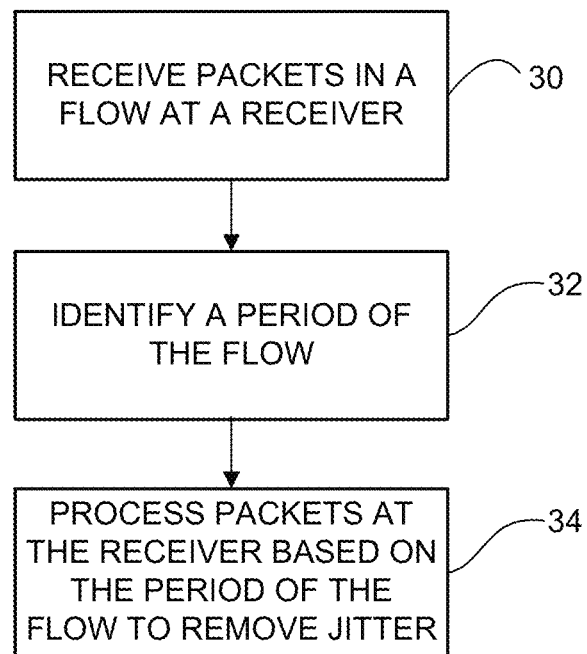 RECEIVE PACKETS IN A
FLOW AT A RECEIVER
30
IDENTIFY A PERIOD OF
THE FLOW
32
PROCESS PACKETS AT
THE RECEIVER BASED ON
THE PERIOD OF THE
FLOW TO REMOVE JITTER
34